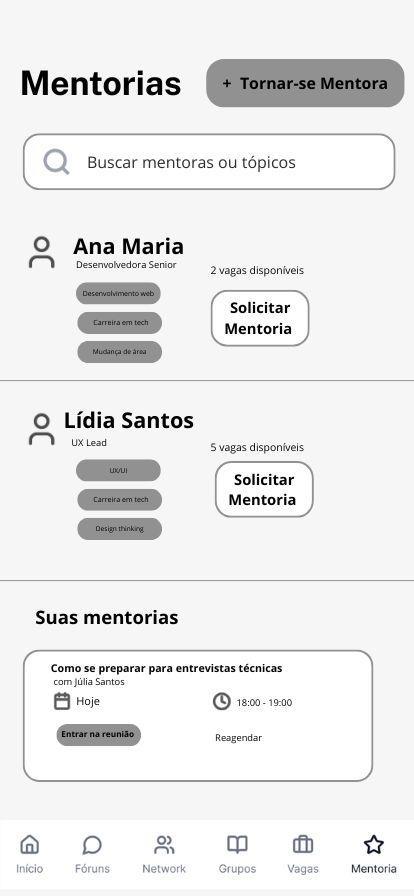 Mentorias
+ Tornar-se Mentora
Buscar mentoras ou tópicos
Ana Maria
Desenvolvedora Senior
2 vagas disponíveis
Desenvolvimento web
Carreira em tech
Mudança de área
Solicitar
Mentoria
Lídia Santos
UX Lead
5 vagas disponíveis
UX/UI
Carreira em tech
Design thinking
Solicitar
Mentoria
Suas mentorias
Como se preparar para entrevistas técnicas
com Júlia Santos
Hoje
18:00 - 19:00
Entrar na reunião
Reagendar
Início
Fóruns
Network
Grupos
Vagas
Mentoria